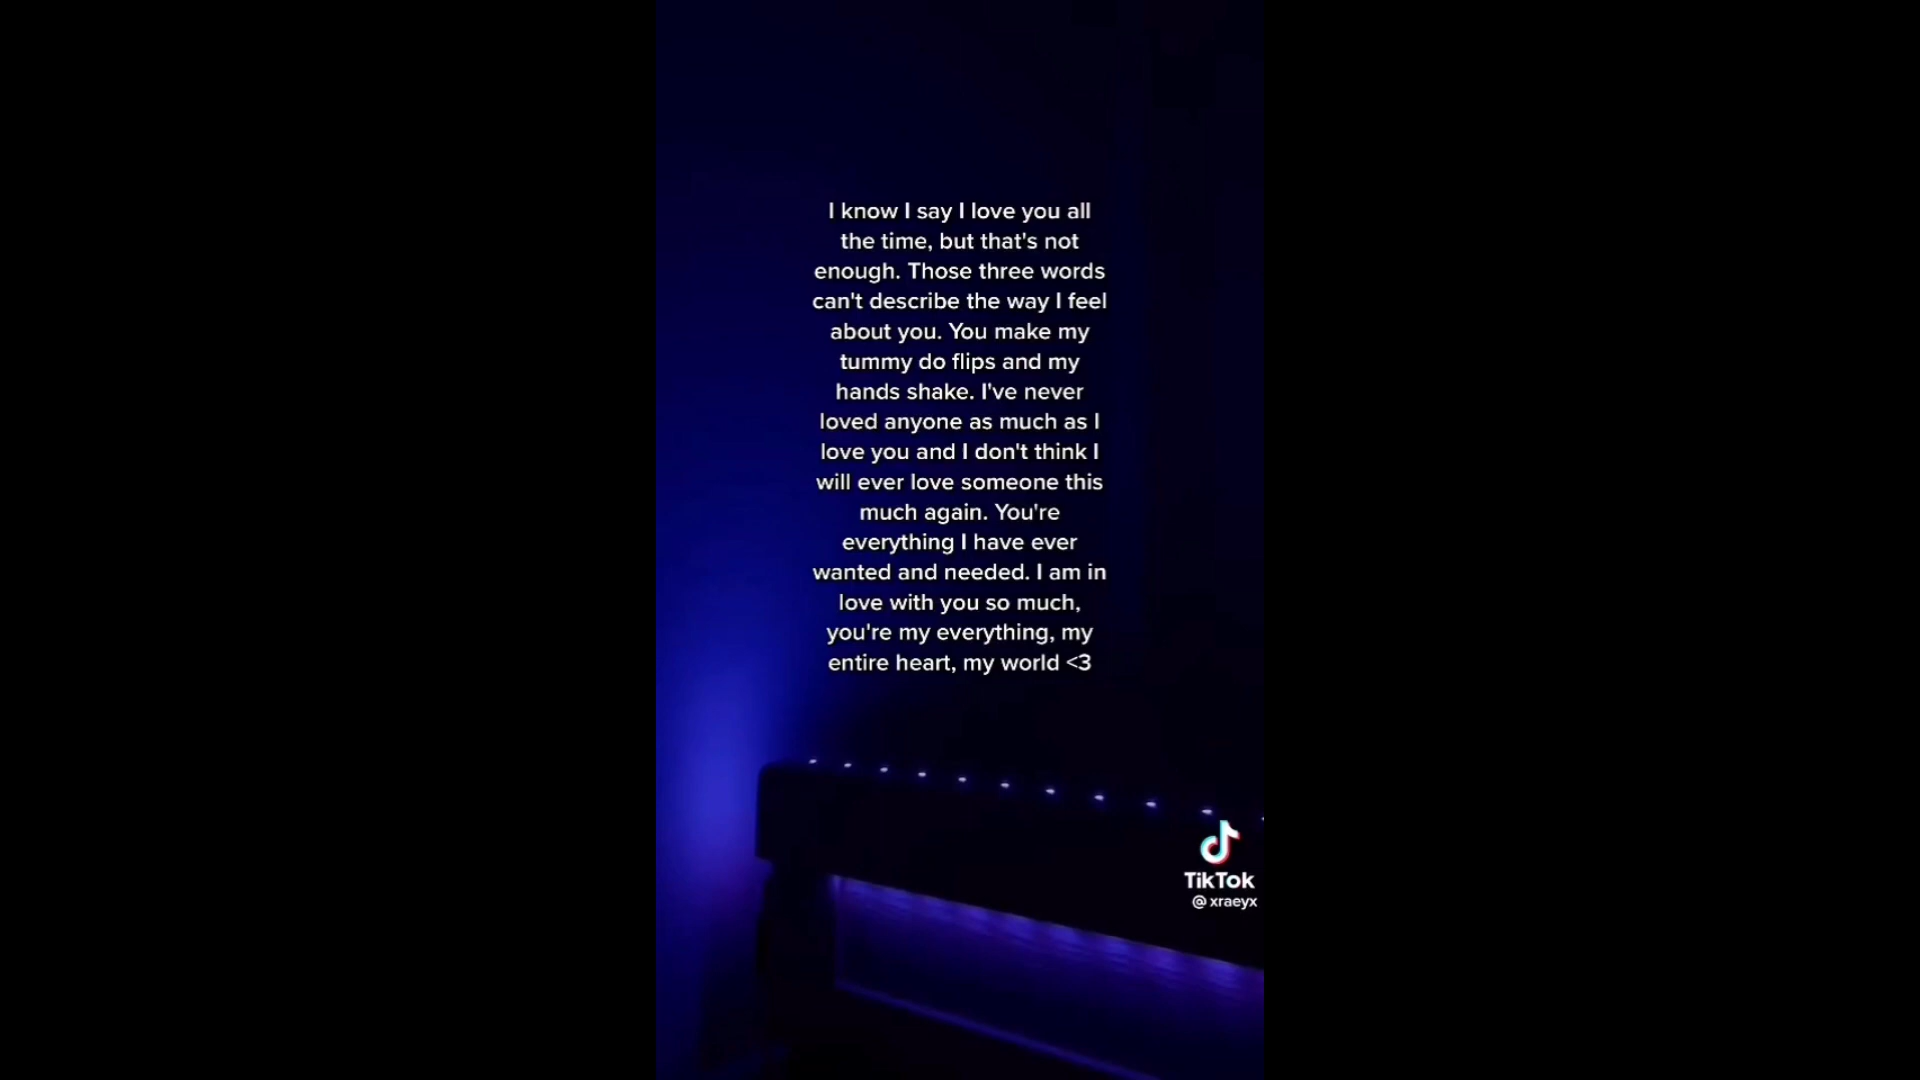 I know I say I love you all
the time, but that's not
enough. Those three words
can't describe the way I feel
about you. You make my
tummy do flips and my
hands shake. I've never
loved anyone as much as I
love you and I don't think I
will ever love someone this
much again. You're
everything I have ever
wanted and needed. I am in
love with you so much,
you're my everything, my
entire heart, my world <3
TikTok
@xraeyx